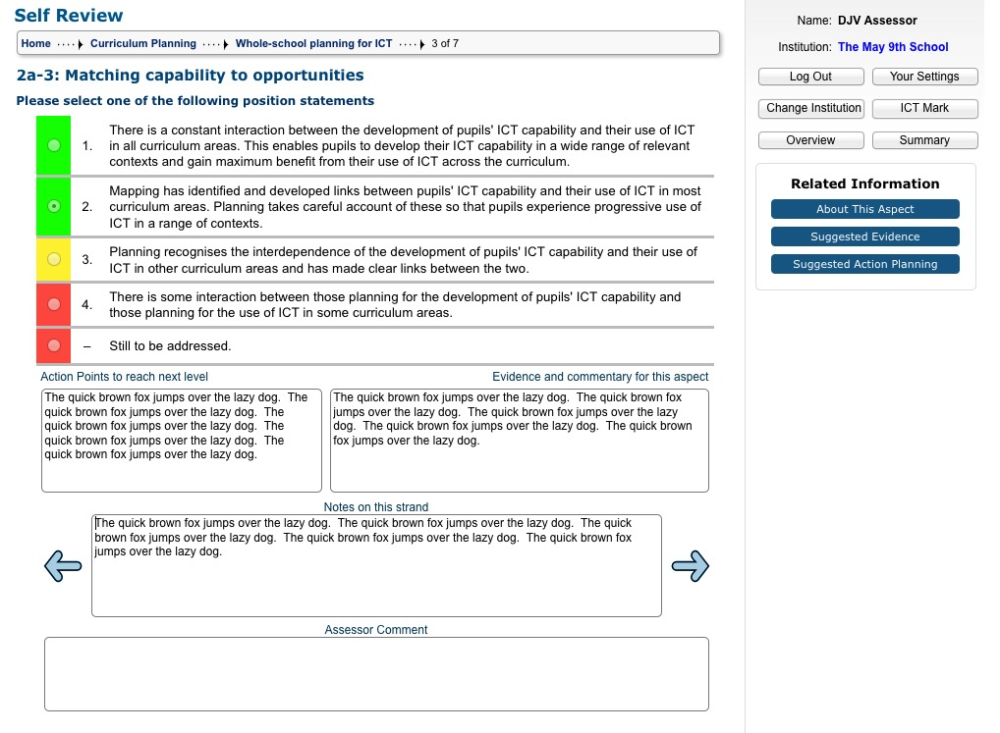 Self Review
Home ····▶ Curriculum Planning ····▶ Whole-school planning for ICT ····▶ 3 of 7
2a-3: Matching capability to opportunities
Please select one of the following position statements
1. There is a constant interaction between the development of pupils' ICT capability and their use of ICT
in all curriculum areas. This enables pupils to develop their ICT capability in a wide range of relevant
contexts and gain maximum benefit from their use of ICT across the curriculum.
2. Mapping has identified and developed links between pupils' ICT capability and their use of ICT in most
curriculum areas. Planning takes careful account of these so that pupils experience progressive use of
ICT in a range of contexts.
3. Planning recognises the interdependence of the development of pupils' ICT capability and their use of
ICT in other curriculum areas and has made clear links between the two.
4. There is some interaction between those planning for the development of pupils' ICT capability and
those planning for the use of ICT in some curriculum areas.
– Still to be addressed.
Action Points to reach next level
The quick brown fox jumps over the lazy dog.  The
quick brown fox jumps over the lazy dog.  The
quick brown fox jumps over the lazy dog.  The
quick brown fox jumps over the lazy dog.  The
quick brown fox jumps over the lazy dog.
Evidence and commentary for this aspect
The quick brown fox jumps over the lazy dog.  The quick brown fox
jumps over the lazy dog.  The quick brown fox jumps over the lazy
dog.  The quick brown fox jumps over the lazy dog.  The quick brown
fox jumps over the lazy dog.
Notes on this strand
The quick brown fox jumps over the lazy dog.  The quick brown fox jumps over the lazy dog.  The quick
brown fox jumps over the lazy dog.  The quick brown fox jumps over the lazy dog.  The quick brown fox
jumps over the lazy dog.
Assessor Comment
Name: DJV Assessor
Institution: The May 9th School
Log Out
Your Settings
Change Institution
ICT Mark
Overview
Summary
Related Information
About This Aspect
Suggested Evidence
Suggested Action Planning